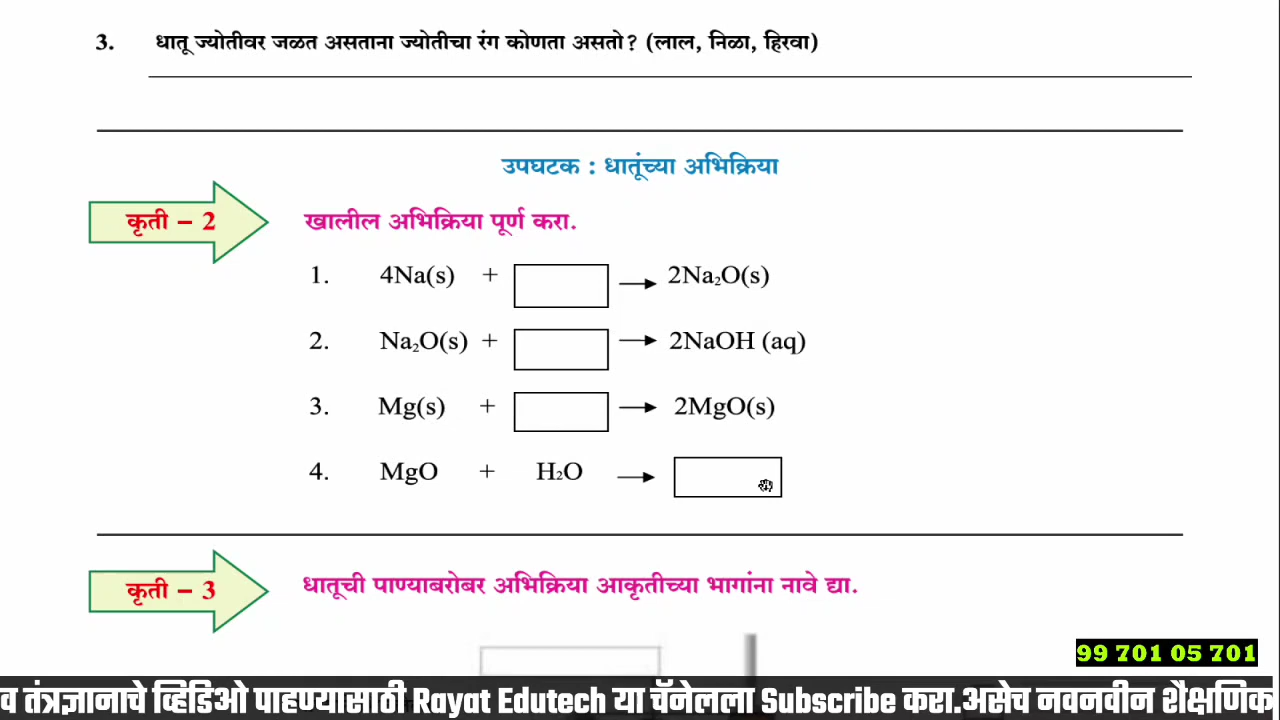 3. धातू ज्योतीवर जळत असताना ज्योतीचा रंग कोणता असतो? (लाल, निळा, हिरवा)
उपघटक : धातूंच्या अभिक्रिया
कृती – 2 खालील अभिक्रिया पूर्ण करा.
1. 4Na(s) + → 2Na₂O(s)
2. Na₂O(s) + → 2NaOH (aq)
3. Mg(s) + → 2MgO(s)
4. MgO + H₂O →
कृती – 3 धातूची पाण्याबरोबर अभिक्रिया आकृतीच्या भागांना नावे द्या.
99 701 05 701
व तंत्रज्ञानाचे व्हिडिओ पाहण्यासाठी Rayat Edutech या चॅनेलला Subscribe करा.असेच नवनवीन शैक्षणिक